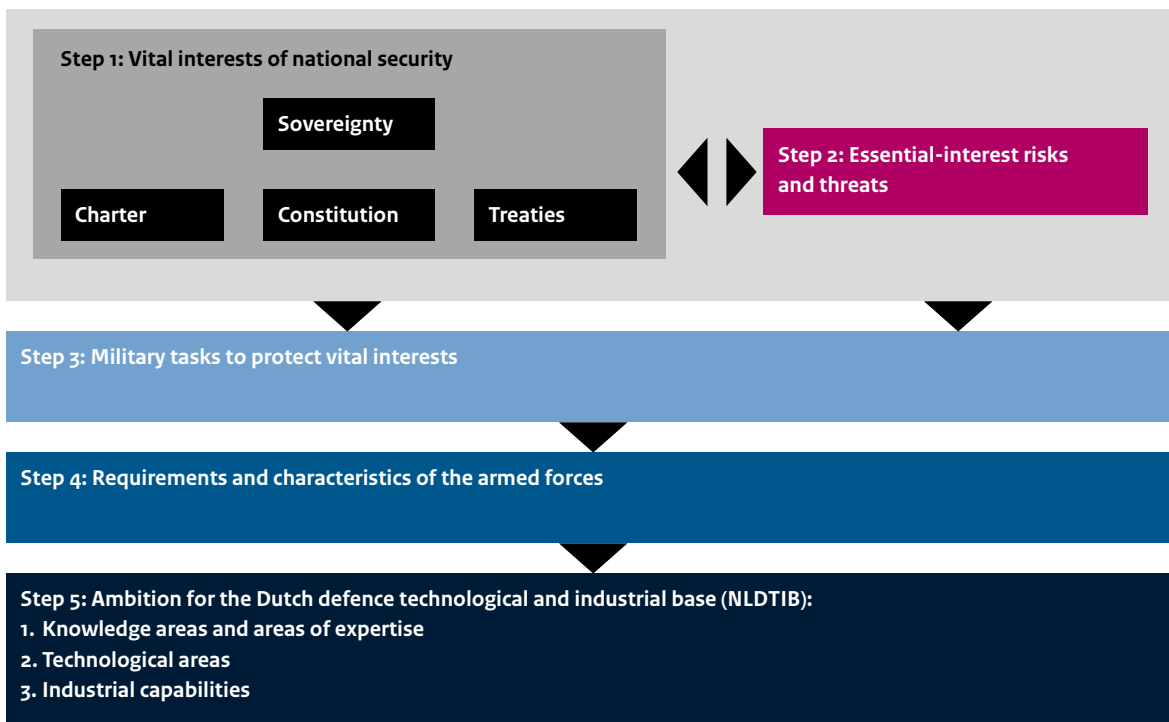 Step 1: Vital interests of national security
Sovereignty
Charter
Constitution
Treaties
Step 2: Essential-interest risks
and threats
Step 3: Military tasks to protect vital interests
Step 4: Requirements and characteristics of the armed forces
Step 5: Ambition for the Dutch defence technological and industrial base (NLDTIB):
1. Knowledge areas and areas of expertise
2. Technological areas
3. Industrial capabilities